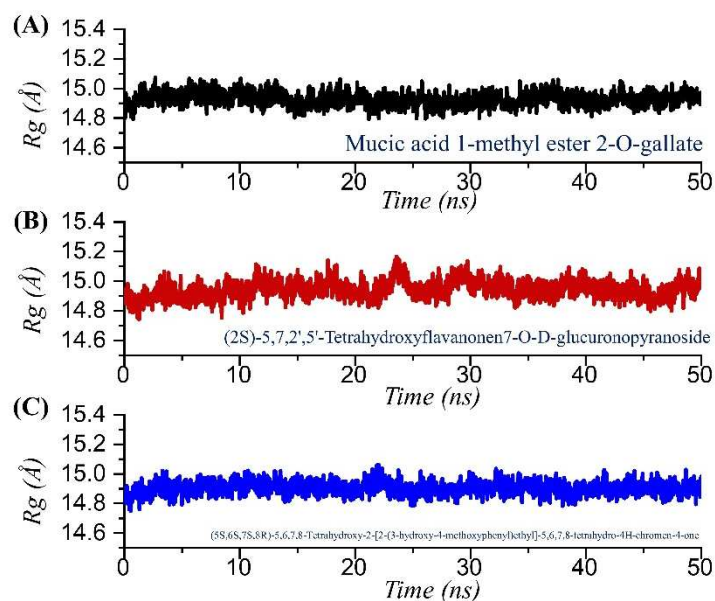 (A)
15.4
15.2
15.0
14.8
14.6
Rg (Å)
Mucic acid 1-methyl ester 2-O-gallate
0 10 20 30 40 50
Time (ns)
(B)
15.4
15.2
15.0
14.8
14.6
Rg (Å)
(2S)-5,7,2',5'-Tetrahydroxyflavanonen7-O-D-glucuronopyranoside
0 10 20 30 40 50
Time (ns)
(C)
15.4
15.2
15.0
14.8
14.6
Rg (Å)
(5S,6S,7S,8R)-5,6,7,8-Tetrahydroxy-2-[2-(3-hydroxy-4-methoxyphenyl)ethyl]-5,6,7,8-tetrahydro-4H-chromen-4-one
0 10 20 30 40 50
Time (ns)